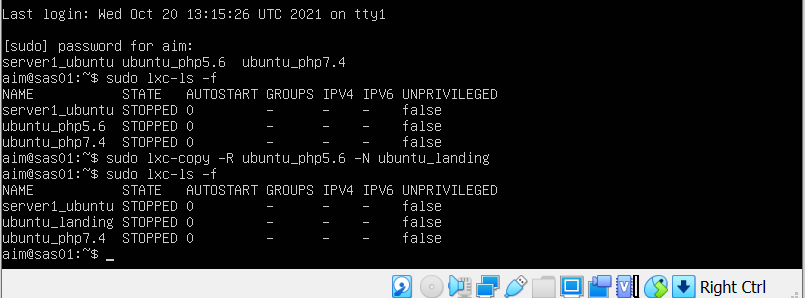 Last login: Wed Oct 20 13:15:26 UTC 2021 on tty1
[sudo] password for aim:
server1_ubuntu ubuntu_php5.6  ubuntu_php7.4
aim@sas01:~$ sudo lxc-ls -f
NAME           STATE   AUTOSTART GROUPS IPV4 IPV6 UNPRIVILEGED
server1_ubuntu STOPPED 0         -      -    -    false
ubuntu_php5.6  STOPPED 0         -      -    -    false
ubuntu_php7.4  STOPPED 0         -      -    -    false
aim@sas01:~$ sudo lxc-copy -R ubuntu_php5.6 -N ubuntu_landing
aim@sas01:~$ sudo lxc-ls -f
NAME           STATE   AUTOSTART GROUPS IPV4 IPV6 UNPRIVILEGED
server1_ubuntu STOPPED 0         -      -    -    false
ubuntu_landing STOPPED 0         -      -    -    false
ubuntu_php7.4  STOPPED 0         -      -    -    false
aim@sas01:~$ _
Right Ctrl